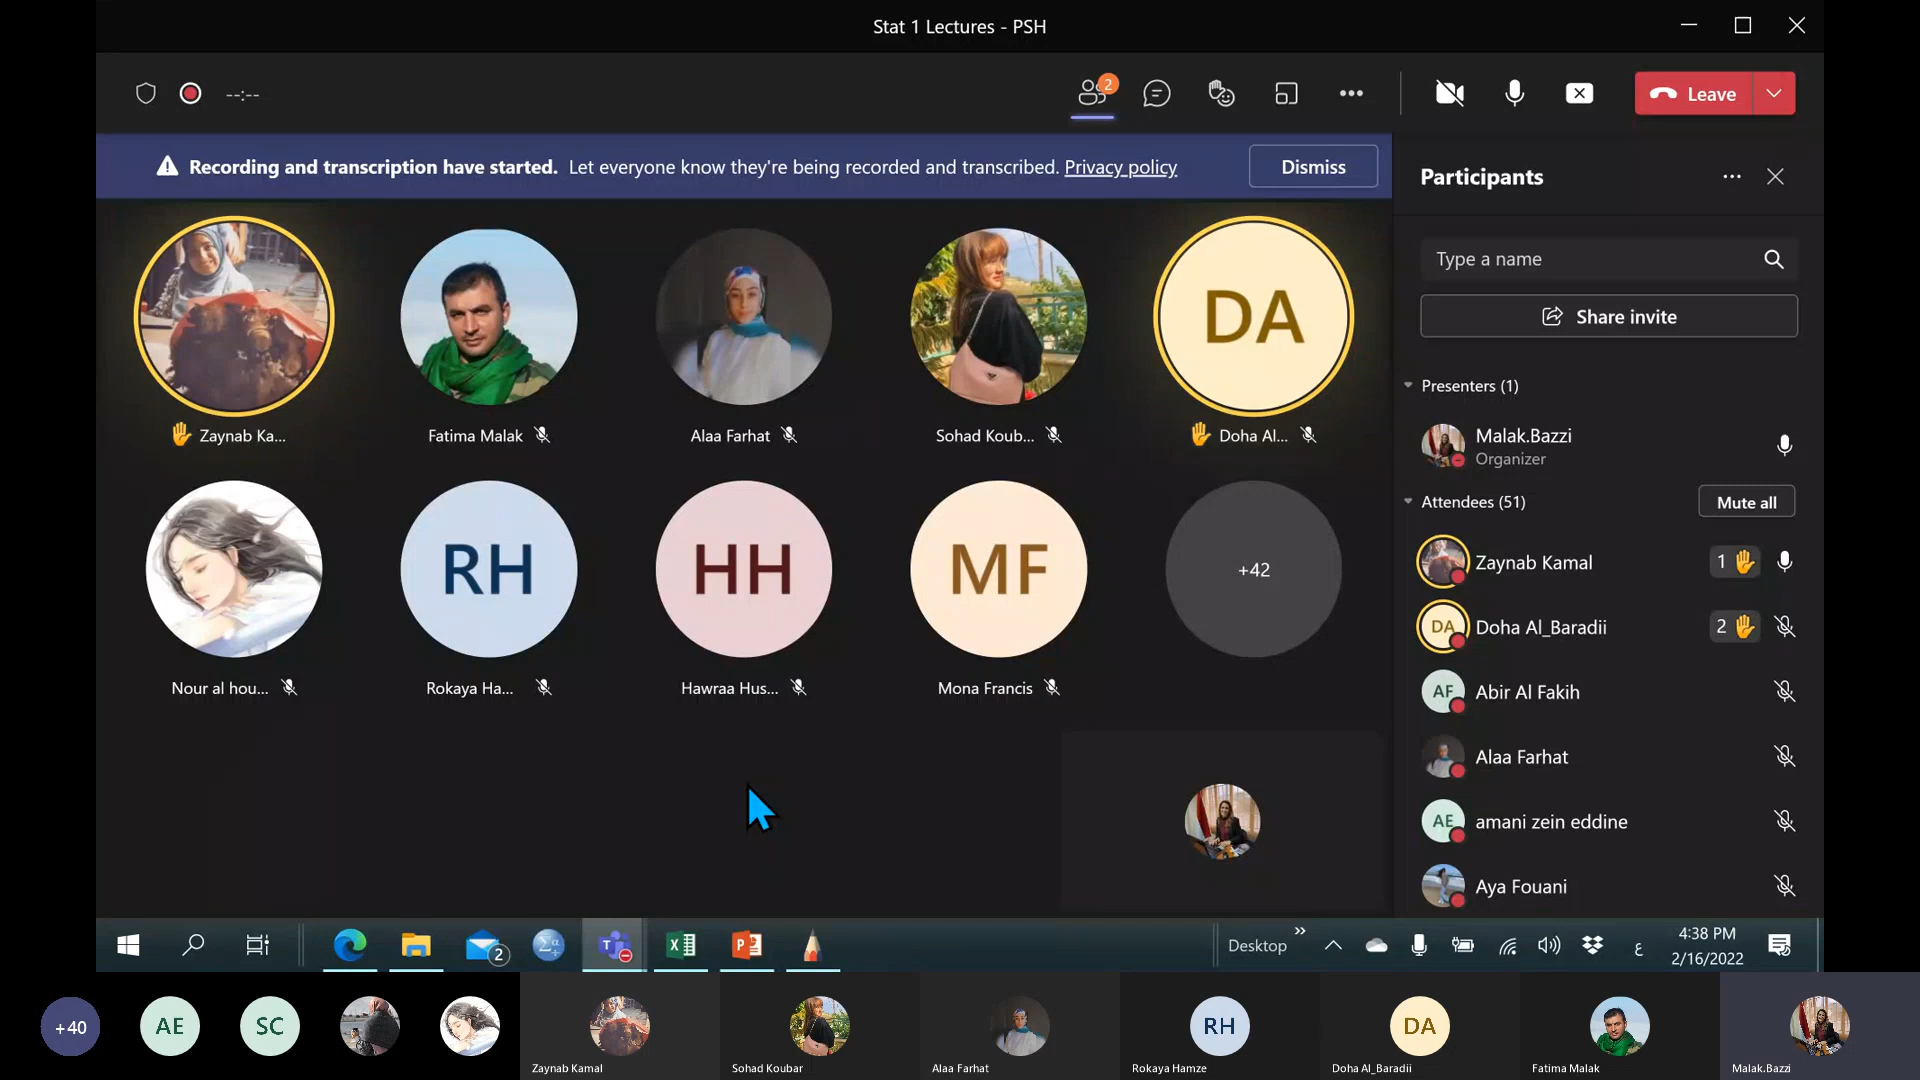 Stat 1 Lectures - PSH
--:--
2
Leave
Recording and transcription have started. Let everyone know they're being recorded and transcribed. Privacy policy
Dismiss
Participants
Type a name
Share invite
Presenters (1)
Malak.Bazzi
Organizer
Attendees (51)
Mute all
Zaynab Kamal
1
DA
Doha Al_Baradii
2
AF
Abir Al Fakih
Alaa Farhat
AE
amani zein eddine
Aya Fouani
DA
Zaynab Ka...
Fatima Malak
Alaa Farhat
Sohad Koub...
Doha Al...
RH
HH
MF
+42
Nour al hou...
Rokaya Ha...
Hawraa Hus...
Mona Francis
2
Σα
T
X
P
Desktop
ع
4:38 PM
2/16/2022
+40
AE
SC
RH
DA
Zaynab Kamal
Sohad Koubar
Alaa Farhat
Rokaya Hamze
Doha Al_Baradii
Fatima Malak
Malak.Bazzi